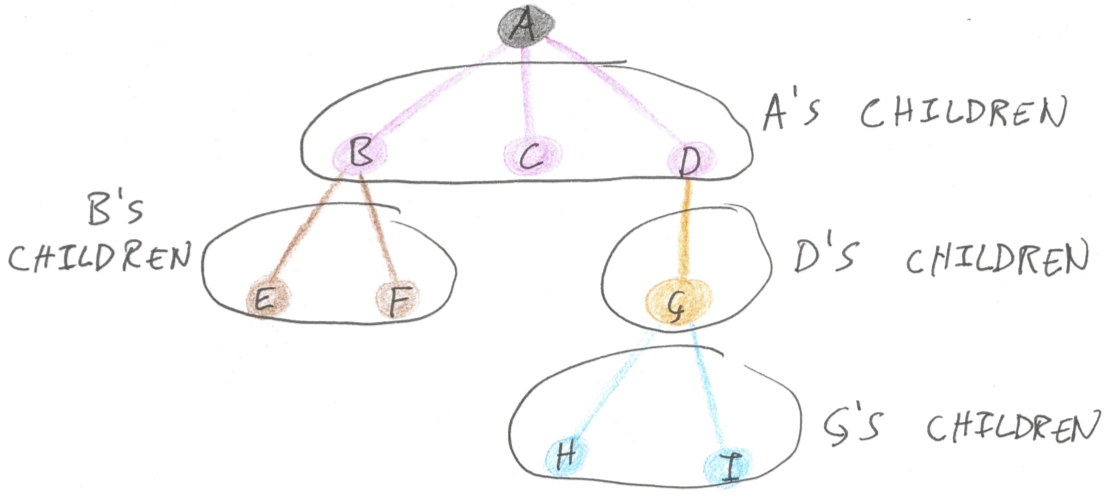 A
A'S CHILDREN
B C D
B'S
CHILDREN
D'S CHILDREN
E F
G
G'S CHILDREN
H I